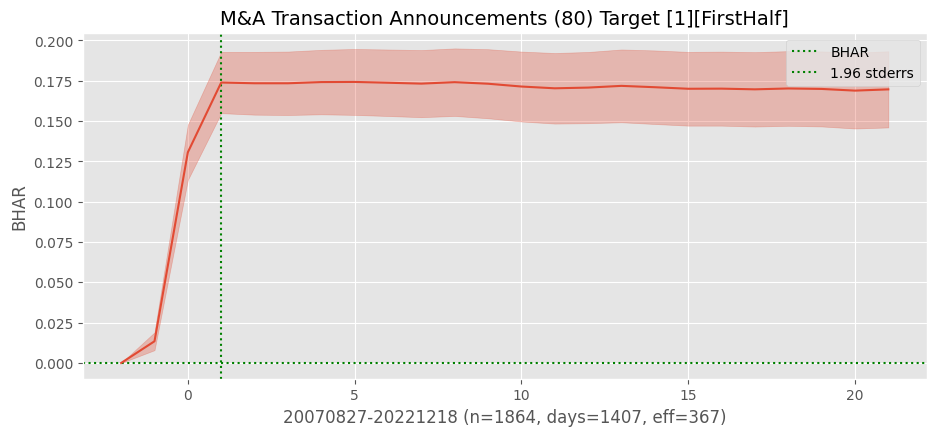 M&A Transaction Announcements (80) Target [1][FirstHalf]
BHAR
1.96 stderrs
0.200
0.175
0.150
0.125
0.100
0.075
0.050
0.025
0.000
BHAR
0 5 10 15 20
20070827-20221218 (n=1864, days=1407, eff=367)